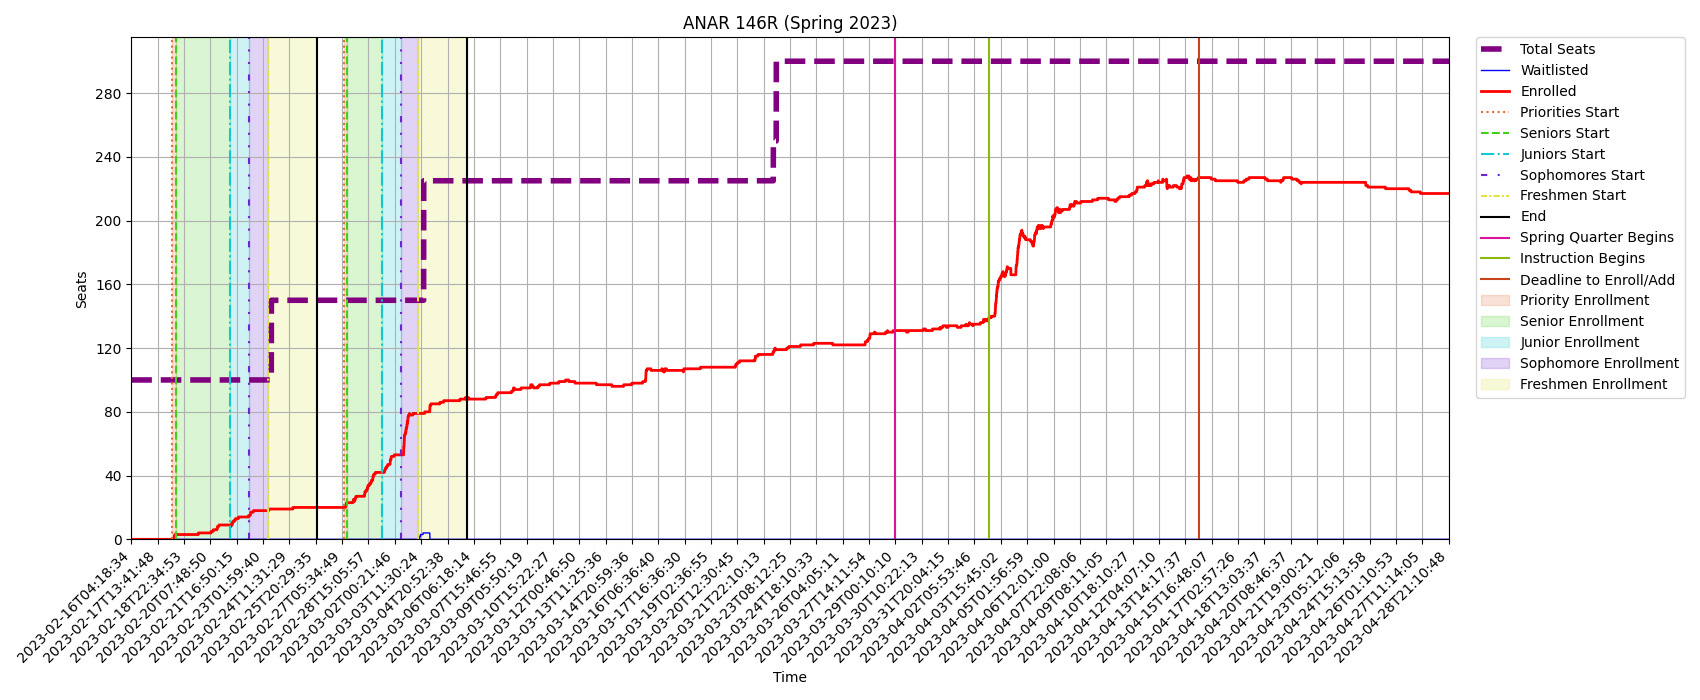 ANAR 146R (Spring 2023)
Seats
280
240
200
160
120
80
40
0
2023-02-16T04:18:34
2023-02-17T13:41:48
2023-02-18T22:34:53
2023-02-20T07:48:50
2023-02-21T16:50:15
2023-02-23T01:59:40
2023-02-24T11:31:29
2023-02-25T20:29:35
2023-02-27T05:34:49
2023-02-28T15:05:57
2023-03-02T00:21:46
2023-03-03T11:30:24
2023-03-04T20:52:38
2023-03-06T06:18:14
2023-03-07T15:46:55
2023-03-09T05:50:19
2023-03-10T15:22:27
2023-03-12T00:46:50
2023-03-13T11:25:36
2023-03-14T20:59:36
2023-03-16T06:36:40
2023-03-17T16:36:30
2023-03-19T02:36:55
2023-03-20T12:30:45
2023-03-21T22:10:13
2023-03-23T08:12:25
2023-03-24T18:10:33
2023-03-26T04:05:11
2023-03-27T14:11:54
2023-03-29T00:10:10
2023-03-30T10:22:13
2023-03-31T20:04:15
2023-04-02T05:53:46
2023-04-03T15:45:02
2023-04-05T01:56:59
2023-04-06T12:01:00
2023-04-07T22:08:06
2023-04-09T08:11:05
2023-04-10T18:10:27
2023-04-12T04:07:10
2023-04-13T14:17:37
2023-04-15T16:48:07
2023-04-17T02:57:26
2023-04-18T13:03:37
2023-04-20T08:46:37
2023-04-21T19:00:21
2023-04-23T05:12:06
2023-04-24T15:13:58
2023-04-26T01:10:53
2023-04-27T11:14:05
2023-04-28T21:10:48
Time
Total Seats
Waitlisted
Enrolled
Priorities Start
Seniors Start
Juniors Start
Sophomores Start
Freshmen Start
End
Spring Quarter Begins
Instruction Begins
Deadline to Enroll/Add
Priority Enrollment
Senior Enrollment
Junior Enrollment
Sophomore Enrollment
Freshmen Enrollment